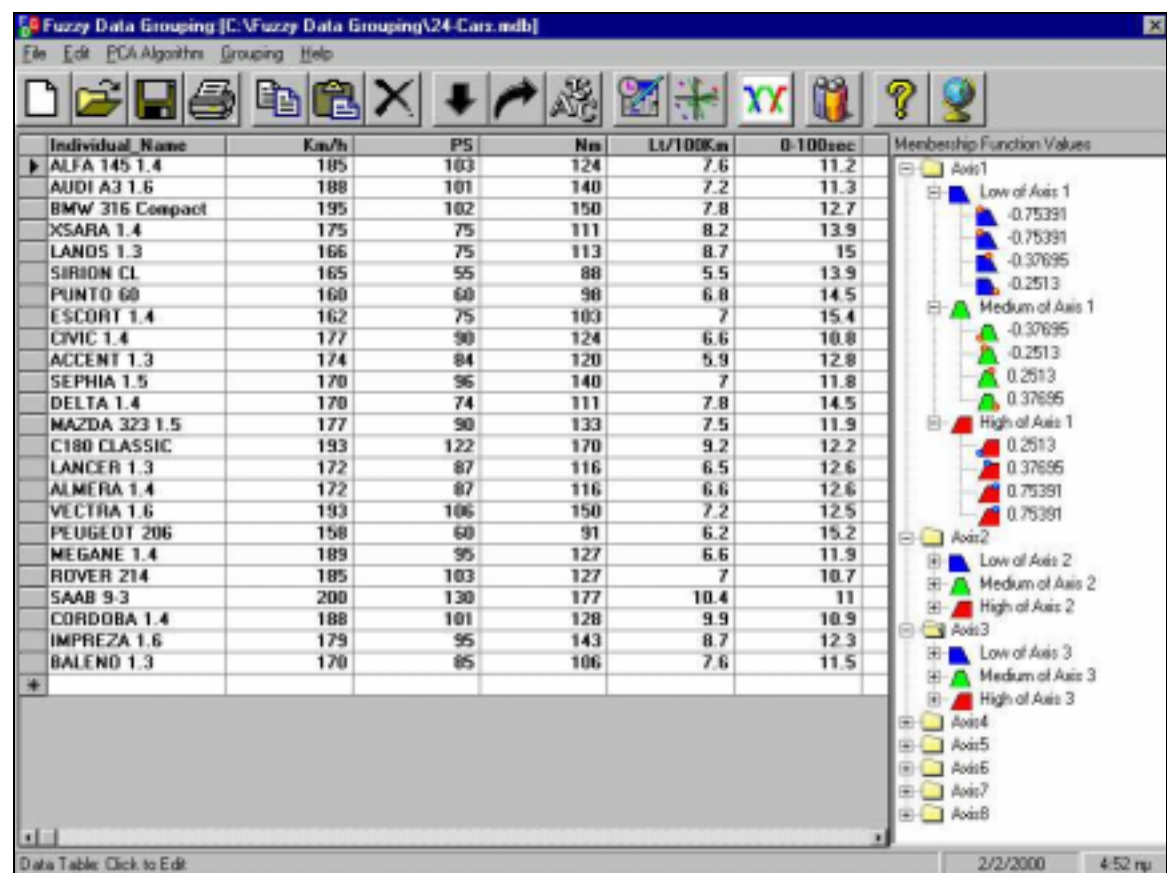 Fuzzy Data Grouping:[C:\Fuzzy Data Grouping\24-Cars.mdb]
File Edit PCA Algorithm Grouping Help
Individual_Name Km/h PS Nm Lt/100Km 0-100sec
ALFA 145 1.4 185 103 124 7.6 11.2
AUDI A3 1.6 188 101 140 7.2 11.3
BMW 316 Compact 195 102 150 7.8 12.7
XSARA 1.4 175 75 111 8.2 13.9
LANOS 1.3 166 75 113 8.7 15
SIRION CL 165 55 88 5.5 13.9
PUNTO 60 160 60 98 6.8 14.5
ESCORT 1.4 162 75 103 7 15.4
CIVIC 1.4 177 90 124 6.6 10.8
ACCENT 1.3 174 84 120 5.9 12.8
SEPHIA 1.5 170 96 140 7 11.8
DELTA 1.4 170 74 111 7.8 14.5
MAZDA 323 1.5 177 90 133 7.5 11.9
C180 CLASSIC 193 122 170 9.2 12.2
LANCER 1.3 172 87 116 6.5 12.6
ALMERA 1.4 172 87 116 6.6 12.6
VECTRA 1.6 193 106 150 7.2 12.5
PEUGEOT 206 158 60 91 6.2 15.2
MEGANE 1.4 189 95 127 6.6 11.9
ROVER 214 185 103 127 7 10.7
SAAB 9-3 200 130 177 10.4 11
CORDOBA 1.4 188 101 128 9.9 10.9
IMPREZA 1.6 179 95 143 8.7 12.3
BALENO 1.3 170 85 106 7.6 11.5
Membership Function Values
Axis1
Low of Axis 1
-0.75391
-0.75391
-0.37695
-0.2513
Medium of Axis 1
-0.37695
-0.2513
0.2513
0.37695
High of Axis 1
0.2513
0.37695
0.75391
0.75391
Axis2
Low of Axis 2
Medium of Axis 2
High of Axis 2
Axis3
Low of Axis 3
Medium of Axis 3
High of Axis 3
Axis4
Axis5
Axis6
Axis7
Axis8
Data Table: Click to Edit 2/2/2000 4:52 πμ